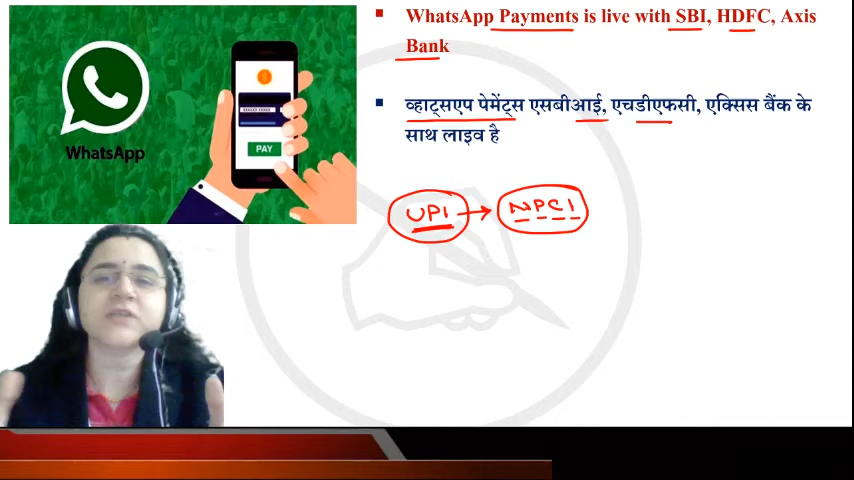 WhatsApp Payments is live with SBI, HDFC, Axis
Bank
व्हाट्सएप पेमेंट्स एसबीआई, एचडीएफसी, एक्सिस बैंक के
साथ लाइव है
WhatsApp
PAY
UPI → NPCI